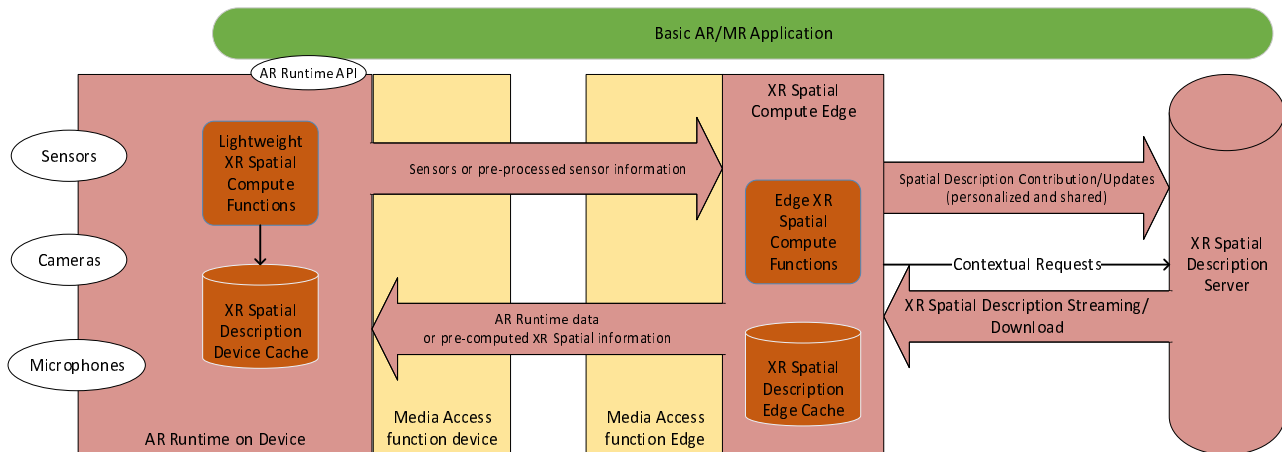 Basic AR/MR Application
AR Runtime API
Sensors
Cameras
Microphones
Lightweight
XR Spatial
Compute
Functions
XR Spatial
Description
Device Cache
AR Runtime on Device
Media Access
function device
Sensors or pre-processed sensor information
AR Runtime data
or pre-computed XR Spatial information
Media Access
function Edge
XR Spatial
Compute Edge
Edge XR
Spatial
Compute
Functions
XR Spatial
Description
Edge Cache
Spatial Description Contribution/Updates
(personalized and shared)
Contextual Requests
XR Spatial Description Streaming/
Download
XR Spatial
Description
Server